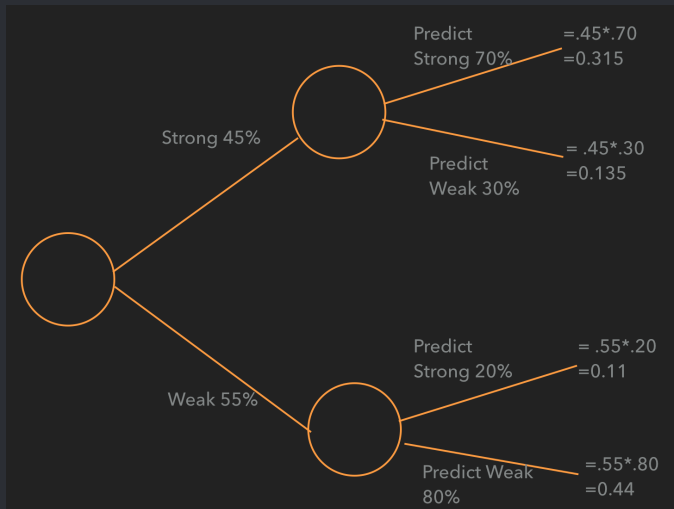 Predict
Strong 70%
=.45*.70
=0.315
Strong 45%
Predict
Weak 30%
= .45*.30
=0.135
Weak 55%
Predict
Strong 20%
= .55*.20
=0.11
Predict Weak
80%
=.55*.80
=0.44